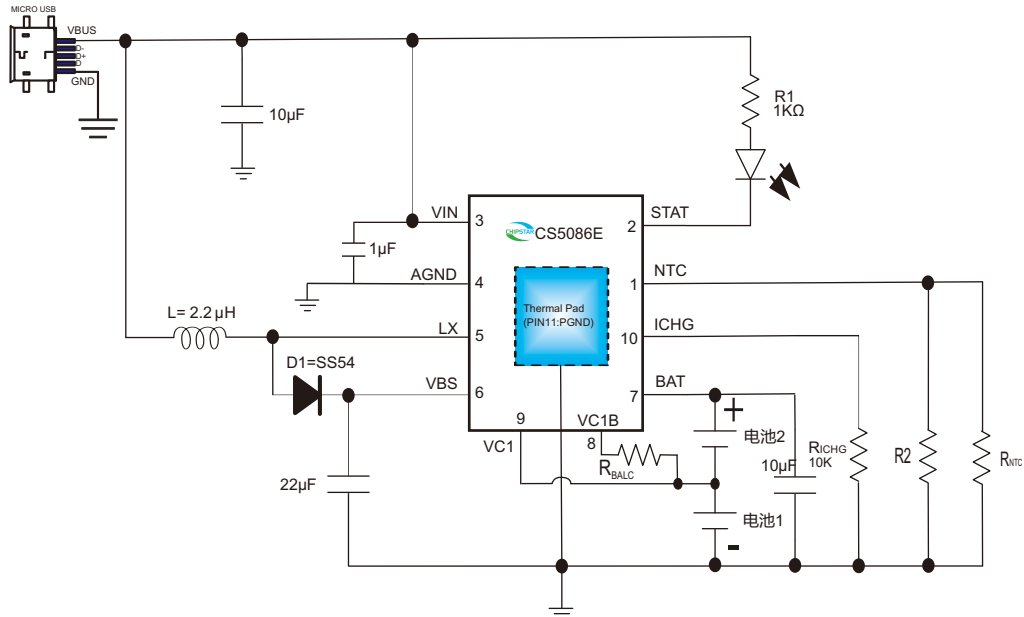 MICRO USB
VBUS
D-
D+
D
GND
10μF
R1
1KΩ
VIN
3
CHIPSTAR
CS5086E
2
STAT
1μF
AGND
4
Thermal Pad
(PIN11:PGND)
1
NTC
L= 2.2 μH
LX
5
10
ICHG
D1=SS54
VBS
6
7
BAT
9
VC1
VC1B
8
RBALC
+
电池2
10μF
RICHG
10K
R2
RNTC
22μF
电池1
-